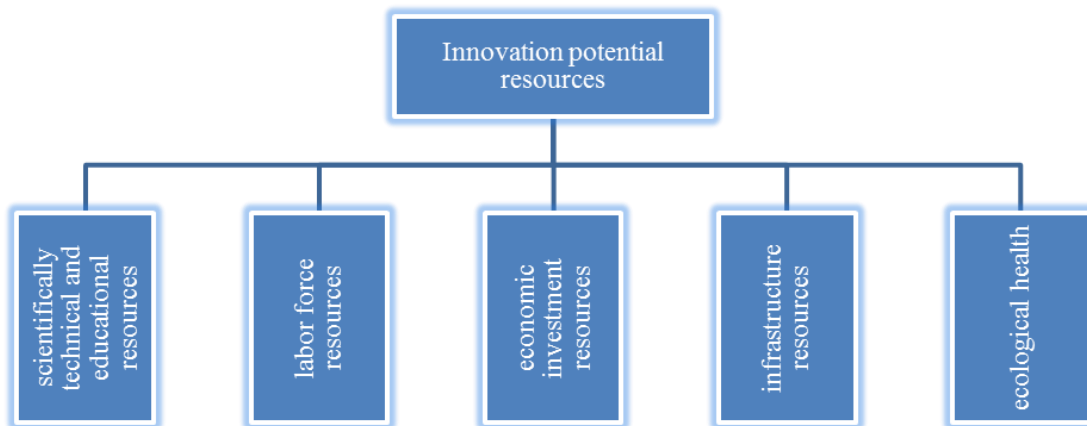 Innovation potential
resources
scientifically
technical and
educational
resources
labor force
resources
economic
investment
resources
infrastructure
resources
ecological health